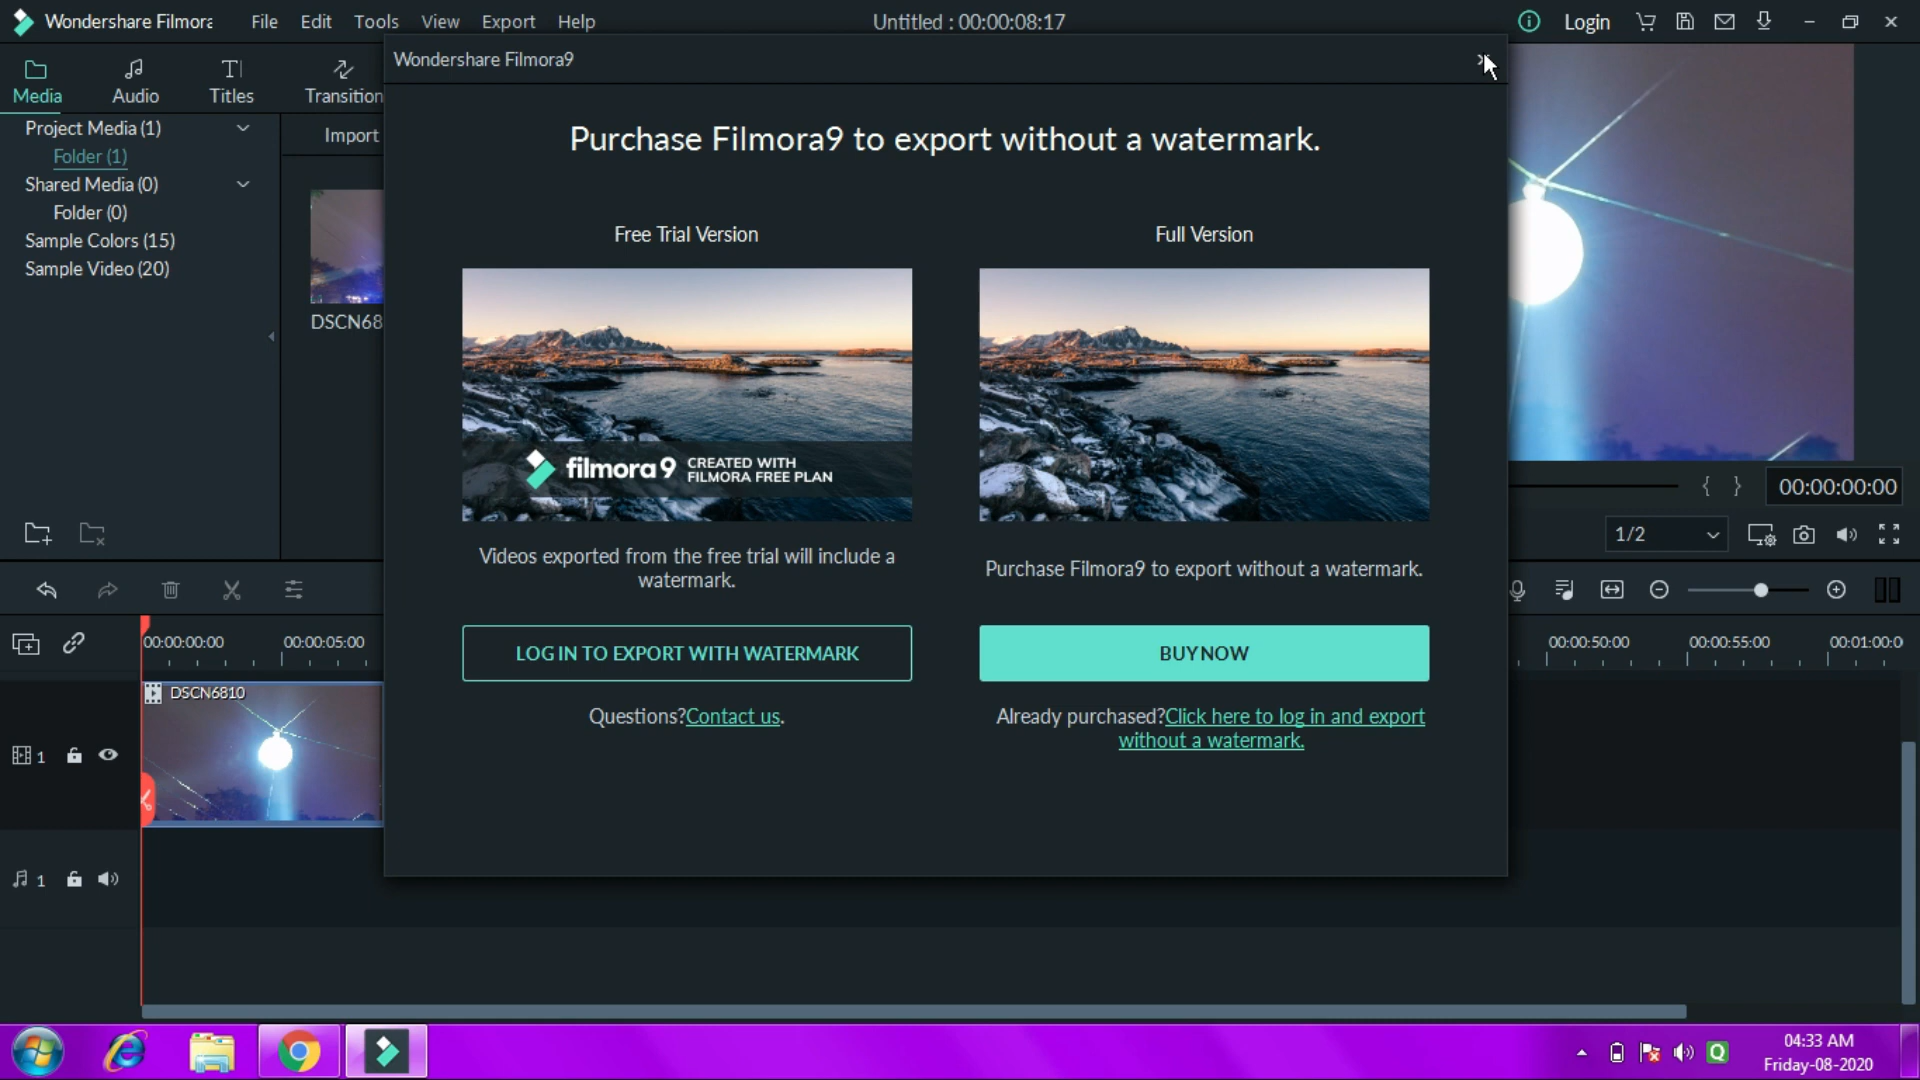 Wondershare Filmora
File Edit Tools View Export Help
Untitled : 00:00:08:17
Login
Media
Audio
Titles
Transition
Wondershare Filmora9
Project Media (1)
Folder (1)
Shared Media (0)
Folder (0)
Sample Colors (15)
Sample Video (20)
Import
DSCN68
Purchase Filmora9 to export without a watermark.
Free Trial Version
Full Version
filmora9 CREATED WITH
FILMORA FREE PLAN
Videos exported from the free trial will include a
watermark.
Purchase Filmora9 to export without a watermark.
LOG IN TO EXPORT WITH WATERMARK
BUY NOW
Questions?Contact us.
Already purchased?Click here to log in and export
without a watermark.
{ } 00:00:00:00
1/2
00:00:00:00 00:00:05:00
00:00:50:00 00:00:55:00 00:01:00:0
DSCN6810
1
1
04:33 AM
Friday-08-2020